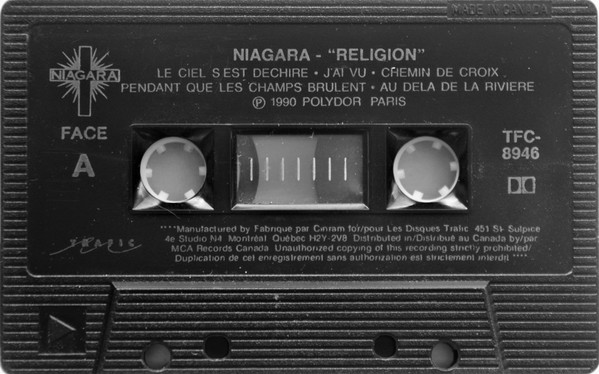 MADE IN CANADA
NIAGARA - "RELIGION"
NIAGARA
LE CIEL S'EST DECHIRE • J'AI VU • CHEMIN DE CROIX
PENDANT QUE LES CHAMPS BRULENT • AU DELA DE LA RIVIERE
℗ 1990 POLYDOR PARIS
FACE
A
TFC-
8946
****Manufactured by Fabrique par Cinram for/pour Les Disques Trafic 451 St- Sulpice
4e Studio N4 Montréal Québec H2Y-2V8 Distributed in/Distribué au Canada by/par
MCA Records Canada Unauthorized copying of this recording strictly prohibited/
Duplication de cet enregistrement sans authorization est strictement interdit ****
TRAFIC